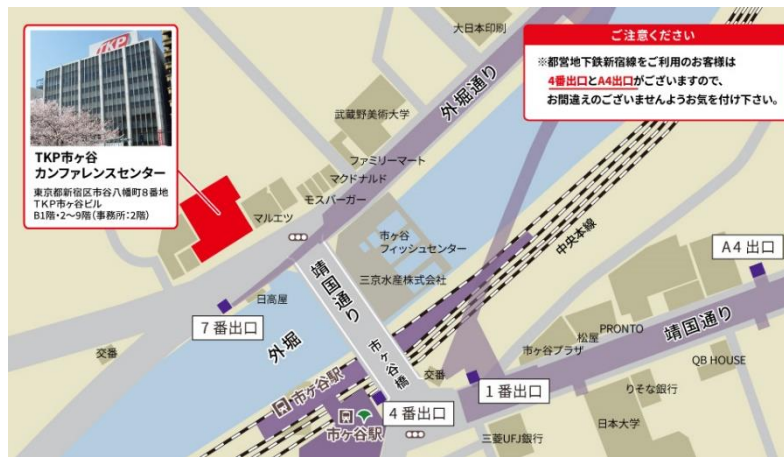 TKP
TKP市ヶ谷
カンファレンスセンター
東京都新宿区市谷八幡町8番地
TKP市ヶ谷ビル
B1階・2〜9階(事務所:2階)
ご注意ください
※都営地下鉄新宿線をご利用のお客様は
4番出口とA4出口がございますので、
お間違えのございませんようお気を付け下さい。
大日本印刷
外堀通り
武蔵野美術大学
ファミリーマート
マクドナルド
モスバーガー
マルエツ
市ヶ谷
フィッシュセンター
三京水産株式会社
中央本線
A4 出口
靖国通り
日高屋
7 番出口
外堀
市ヶ谷橋
交番
交番
靖国通り
PRONTO
松屋
市ヶ谷プラザ
QB HOUSE
りそな銀行
1 番出口
市ヶ谷駅
4 番出口
市ヶ谷駅
日本大学
三菱UFJ銀行